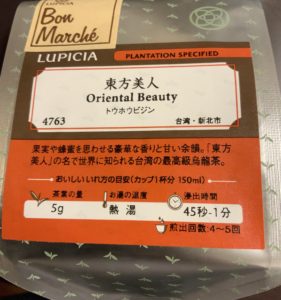 LUPICIA
Bon
Marché
LUPICIA
PLANTATION SPECIFIED
東方美人
Oriental Beauty
トウホウビジン
4763
台湾・新北市
果実や蜂蜜を思わせる豪華な香りと甘い余韻。「東方
美人」の名で世界に知られる台湾の最高級烏龍茶。
おいしいいれ方の目安(カップ1杯分 150ml)
茶葉の量
お湯の温度
浸出時間
5g
熱湯
45秒-1分
煎出回数:4~5回